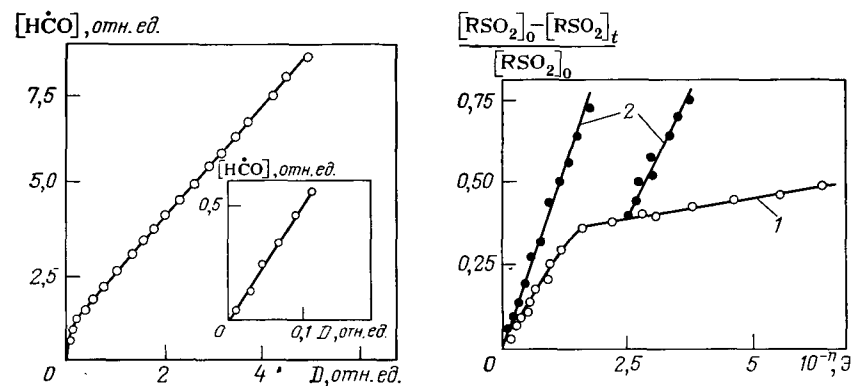 [HĊO], отн. ед.
7,5
5,0
2,5
0
2
4
D, отн. ед.
[HĊO], отн. ед.
0,5
0
0,1
D, отн. ед.
[RSO₂]₀–[RSO₂]ₜ
[RSO₂]₀
0,75
0,50
0,25
0
2,5
5
2
1